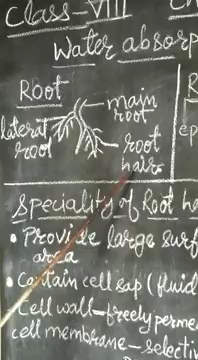 Class-VIII
Water absorp
Root
main
root
lateral
root
root
hairs
Speciality of Root ha
• Provide large surf
area
• Contain cell sap (fluid
Cell wall-freely perme
cell membrane-selectiv